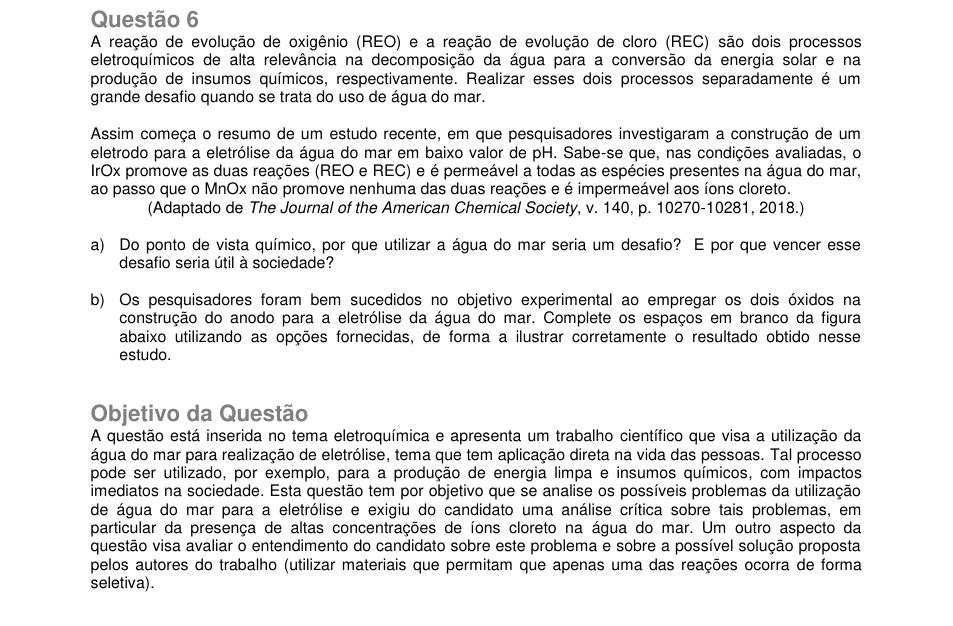 Questão 6
A reação de evolução de oxigênio (REO) e a reação de evolução de cloro (REC) são dois processos
eletroquímicos de alta relevância na decomposição da água para a conversão da energia solar e na
produção de insumos químicos, respectivamente. Realizar esses dois processos separadamente é um
grande desafio quando se trata do uso de água do mar.
Assim começa o resumo de um estudo recente, em que pesquisadores investigaram a construção de um
eletrodo para a eletrólise da água do mar em baixo valor de pH. Sabe-se que, nas condições avaliadas, o
IrOx promove as duas reações (REO e REC) e é permeável a todas as espécies presentes na água do mar,
ao passo que o MnOx não promove nenhuma das duas reações e é impermeável aos íons cloreto.
(Adaptado de The Journal of the American Chemical Society, v. 140, p. 10270-10281, 2018.)
a) Do ponto de vista químico, por que utilizar a água do mar seria um desafio? E por que vencer esse
desafio seria útil à sociedade?
b) Os pesquisadores foram bem sucedidos no objetivo experimental ao empregar os dois óxidos na
construção do anodo para a eletrólise da água do mar. Complete os espaços em branco da figura
abaixo utilizando as opções fornecidas, de forma a ilustrar corretamente o resultado obtido nesse
estudo.
Objetivo da Questão
A questão está inserida no tema eletroquímica e apresenta um trabalho científico que visa a utilização da
água do mar para realização de eletrólise, tema que tem aplicação direta na vida das pessoas. Tal processo
pode ser utilizado, por exemplo, para a produção de energia limpa e insumos químicos, com impactos
imediatos na sociedade. Esta questão tem por objetivo que se analise os possíveis problemas da utilização
de água do mar para a eletrólise e exigiu do candidato uma análise crítica sobre tais problemas, em
particular da presença de altas concentrações de íons cloreto na água do mar. Um outro aspecto da
questão visa avaliar o entendimento do candidato sobre este problema e sobre a possível solução proposta
pelos autores do trabalho (utilizar materiais que permitam que apenas uma das reações ocorra de forma
seletiva).